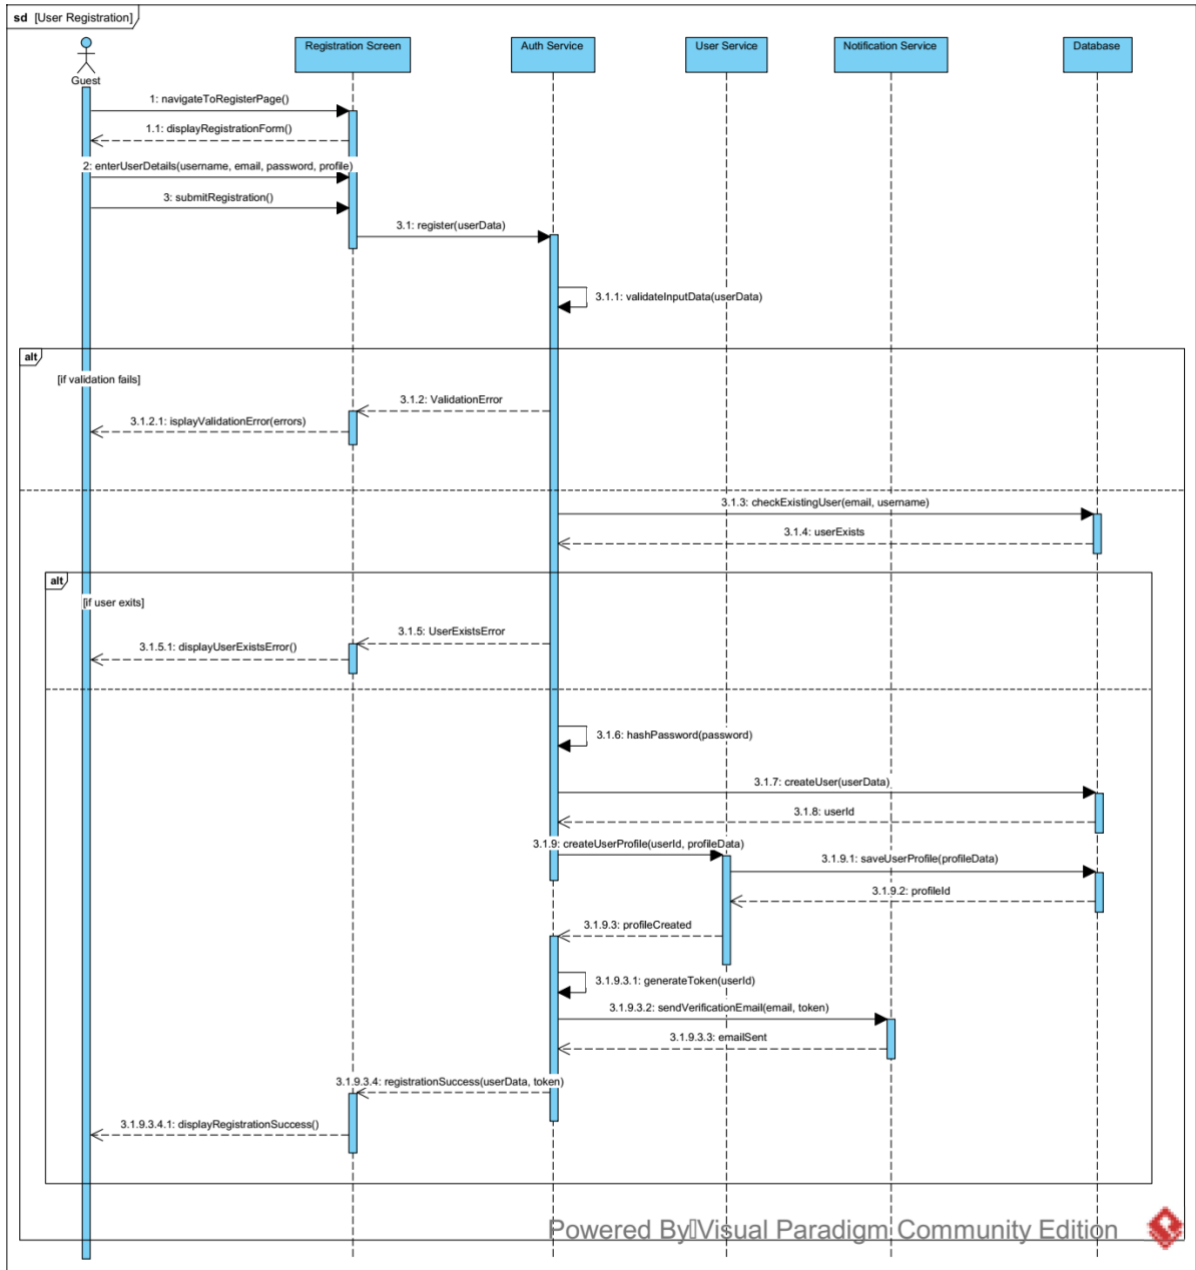 sd [User Registration]
Guest
Registration Screen
Auth Service
User Service
Notification Service
Database
1: navigateToRegisterPage()
1.1: displayRegistrationForm()
2: enterUserDetails(username, email, password, profile)
3: submitRegistration()
3.1: register(userData)
3.1.1: validateInputData(userData)
alt
[if validation fails]
3.1.2: ValidationError
3.1.2.1: isplayValidationError(errors)
3.1.3: checkExistingUser(email, username)
3.1.4: userExists
alt
[if user exits]
3.1.5: UserExistsError
3.1.5.1: displayUserExistsError()
3.1.6: hashPassword(password)
3.1.7: createUser(userData)
3.1.8: userId
3.1.9: createUserProfile(userId, profileData)
3.1.9.1: saveUserProfile(profileData)
3.1.9.2: profileId
3.1.9.3: profileCreated
3.1.9.3.1: generateToken(userId)
3.1.9.3.2: sendVerificationEmail(email, token)
3.1.9.3.3: emailSent
3.1.9.3.4: registrationSuccess(userData, token)
3.1.9.3.4.1: displayRegistrationSuccess()
Powered By Visual Paradigm Community Edition